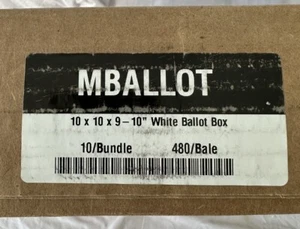 MBALLOT
10 x 10 x 9–10" White Ballot Box
10/Bundle 480/Bale